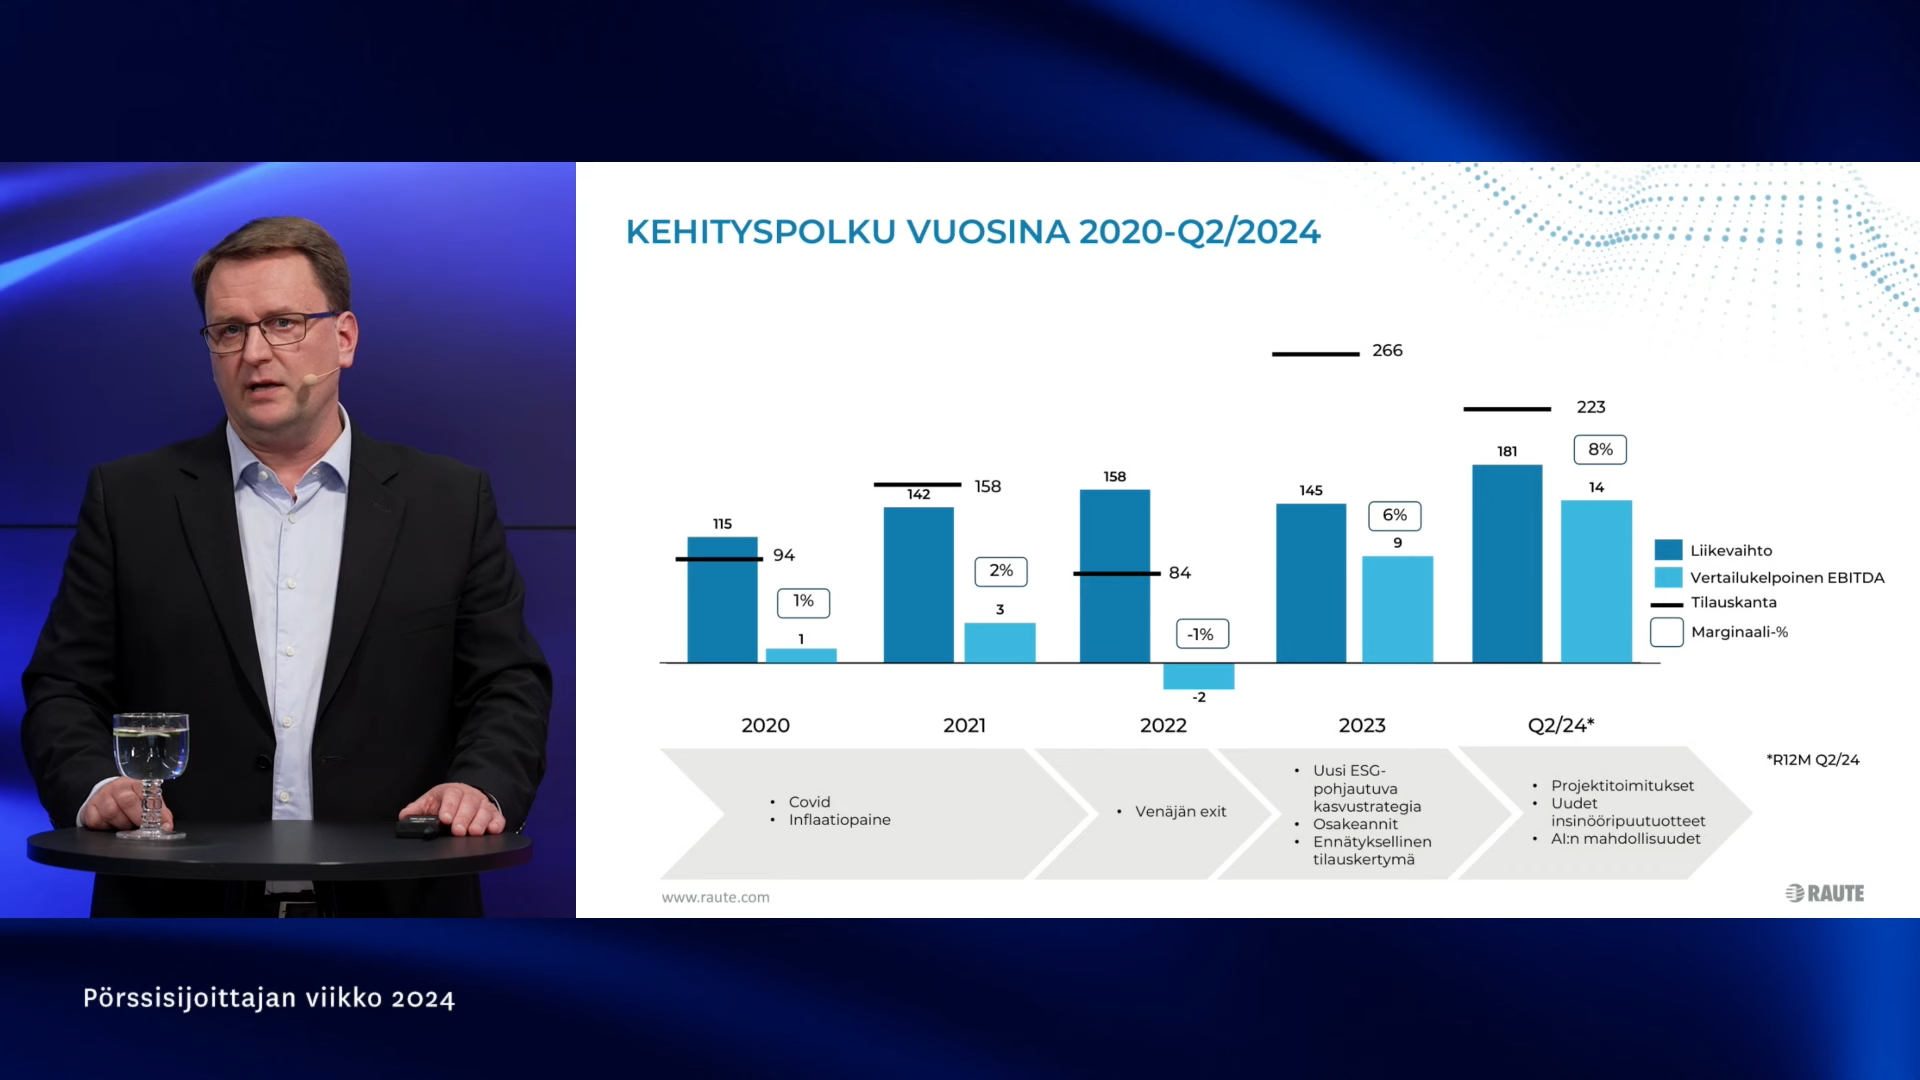 KEHITYSPOLKU VUOSINA 2020-Q2/2024
266
223
8%
181
14
158
142
158
145
6%
9
115
94
2%
3
84
1%
1
-1%
-2
Liikevaihto
Vertailukelpoinen EBITDA
Tilauskanta
Marginaali-%
2020
2021
2022
2023
Q2/24*
*R12M Q2/24
• Covid
• Inflaatiopaine
• Venäjän exit
• Uusi ESG-
pohjautuva
kasvustrategia
• Osakeannit
• Ennätyksellinen
tilauskertymä
• Projektitoimitukset
• Uudet
insinööripuutuotteet
• AI:n mahdollisuudet
www.raute.com
RAUTE
Pörssisijoittajan viikko 2024